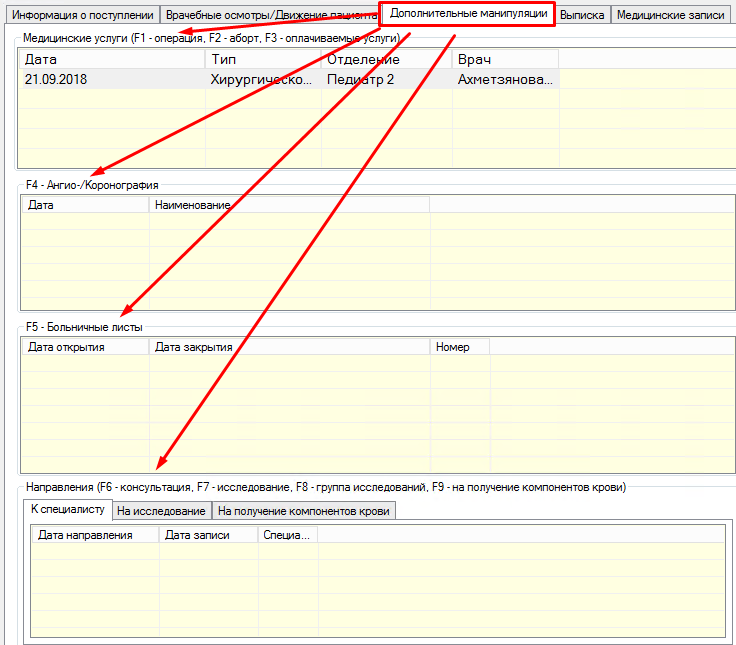 Информация о поступлении Врачебные осмотры/Движение пациента Дополнительные манипуляции Выписка Медицинские записи
Медицинские услуги (F1 - операция, F2 - аборт, F3 - оплачиваемые услуги)
Дата Тип Отделение Врач
21.09.2018 Хирургическо... Педиатр 2 Ахметзянова...
F4 - Ангио-/Коронография
Дата Наименование
F5 - Больничные листы
Дата открытия Дата закрытия Номер
Направления (F6 - консультация, F7 - исследование, F8 - группа исследований, F9 - на получение компонентов крови)
К специалисту На исследование На получение компонентов крови
Дата направления Дата записи Специа...